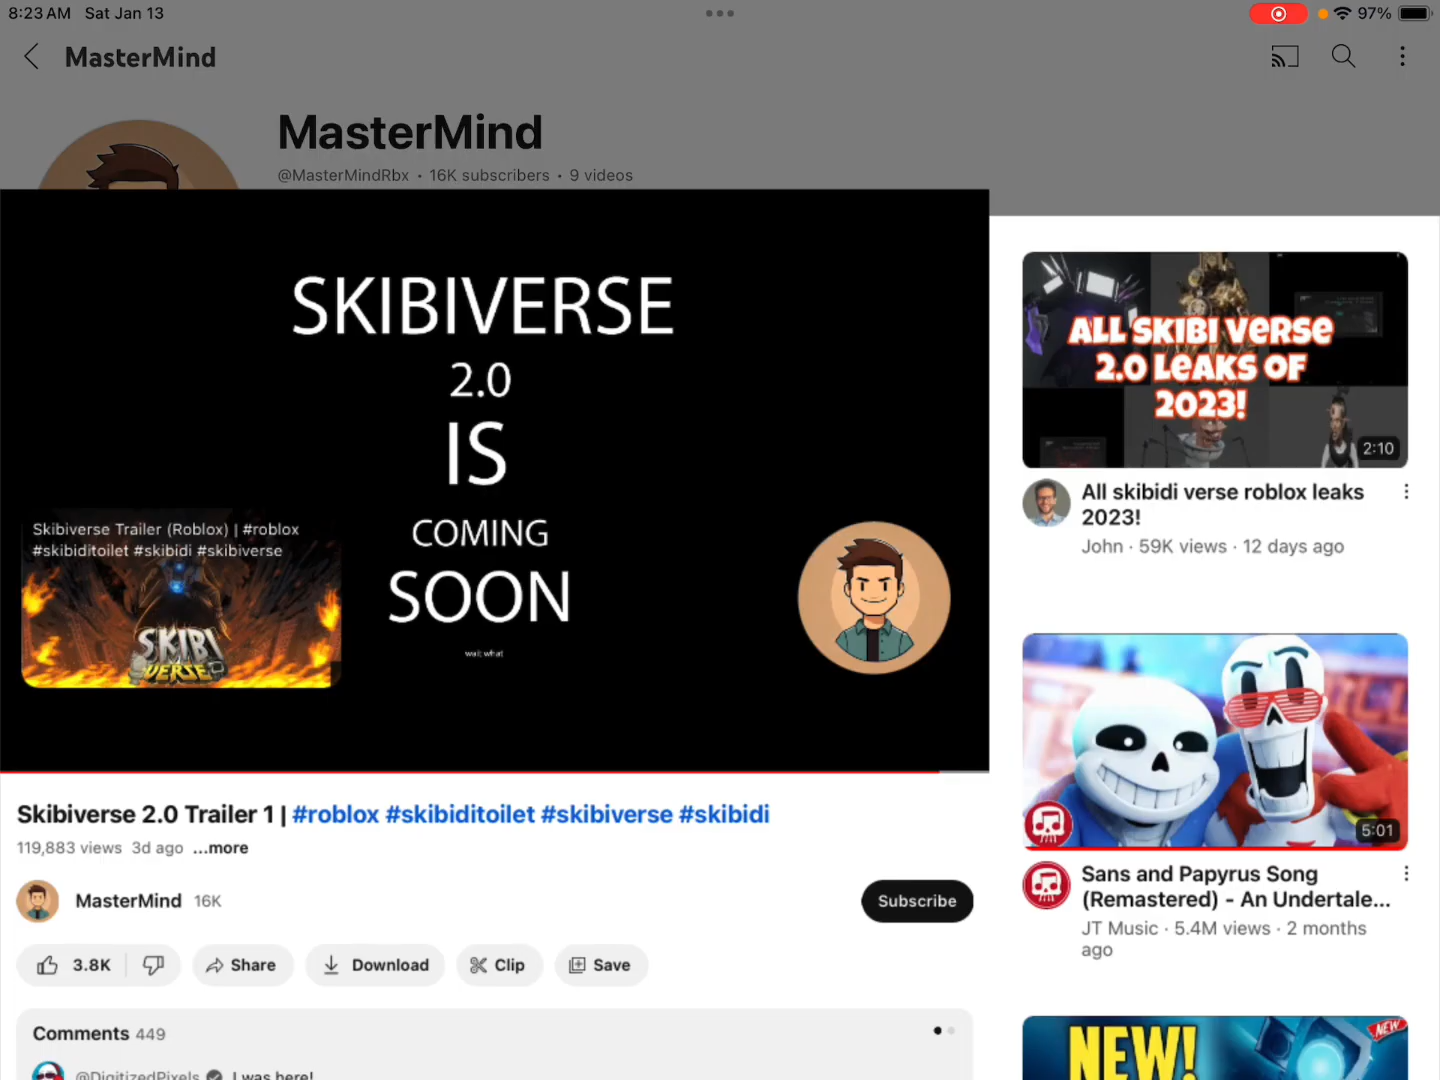 8:23 AM Sat Jan 13
97%
MasterMind
MasterMind
@MasterMindRbx • 16K subscribers • 9 videos
SKIBIVERSE
2.0
IS
COMING
SOON
wait what
Skibiverse Trailer (Roblox) | #roblox
#skibiditoilet #skibidi #skibiverse
SKIBI
VERSE
Skibiverse 2.0 Trailer 1 | #roblox #skibiditoilet #skibiverse #skibidi
119,883 views 3d ago ...more
MasterMind 16K
Subscribe
3.8K
Share
Download
Clip
Save
Comments 449
@DigitizedPixels I was here!
ALL SKIBI VERSE
2.0 LEAKS OF
2023!
2:10
All skibidi verse roblox leaks
2023!
John · 59K views · 12 days ago
5:01
Sans and Papyrus Song
(Remastered) - An Undertale...
JT Music · 5.4M views · 2 months
ago
NEW!
NEW